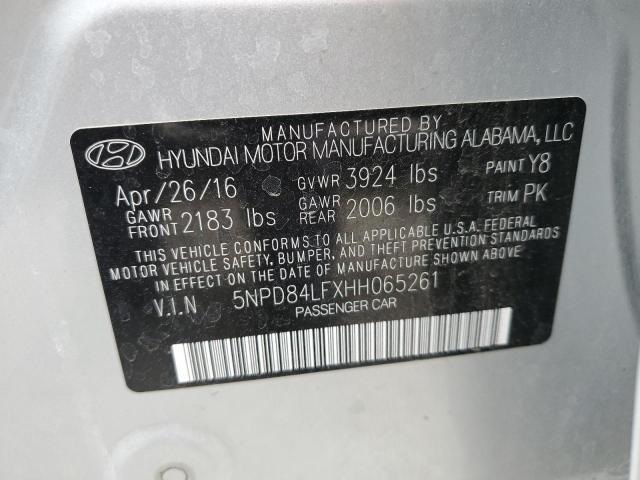 MANUFACTURED BY
HYUNDAI MOTOR MANUFACTURING ALABAMA, LLC
Apr/26/16 GVWR 3924 lbs PAINT Y8
GAWR FRONT 2183 lbs GAWR REAR 2006 lbs TRIM PK
THIS VEHICLE CONFORMS TO ALL APPLICABLE U.S.A. FEDERAL
MOTOR VEHICLE SAFETY, BUMPER, AND THEFT PREVENTION STANDARDS
IN EFFECT ON THE DATE OF MANUFACTURE SHOWN ABOVE.
V.I.N 5NPD84LFXHH065261
PASSENGER CAR